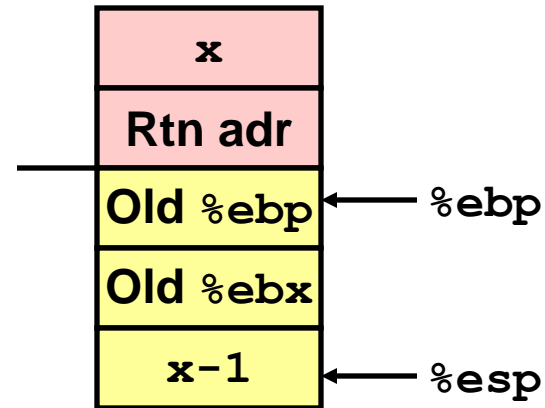 x
Rtn adr
Old %ebp %ebp
Old %ebx
x-1 %esp